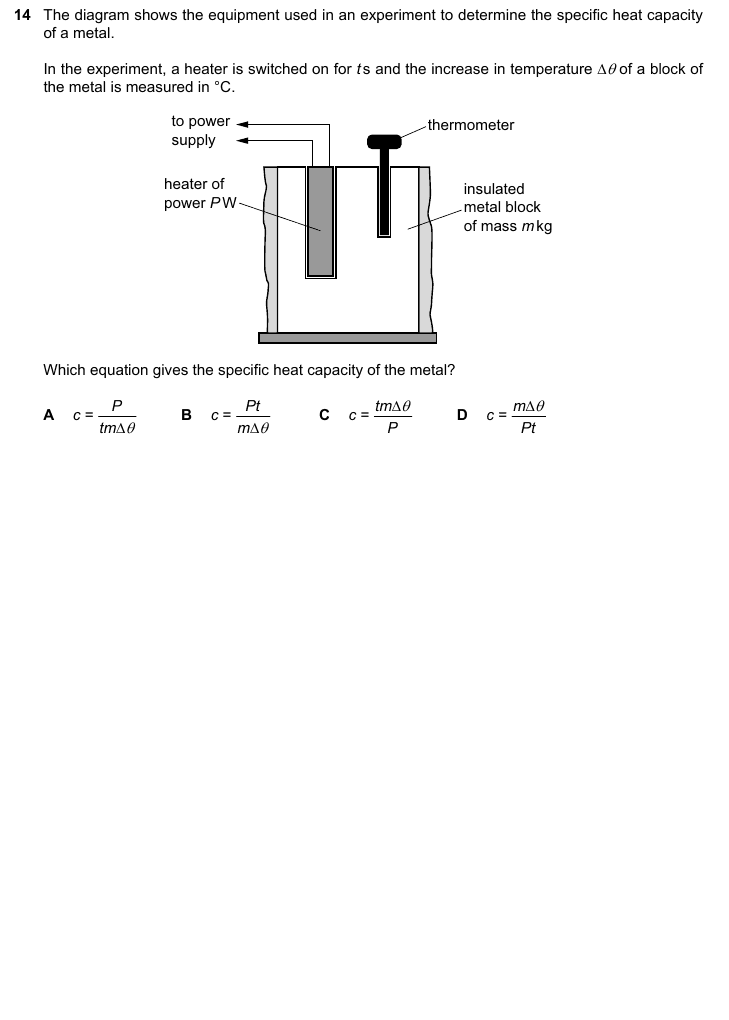 14 The diagram shows the equipment used in an experiment to determine the specific heat capacity
of a metal.
In the experiment, a heater is switched on for t s and the increase in temperature Δθ of a block of
the metal is measured in °C.
to power
supply
thermometer
heater of
power P W
insulated
metal block
of mass m kg
Which equation gives the specific heat capacity of the metal?
A c = P / tmΔθ B c = Pt / mΔθ C c = tmΔθ / P D c = mΔθ / Pt